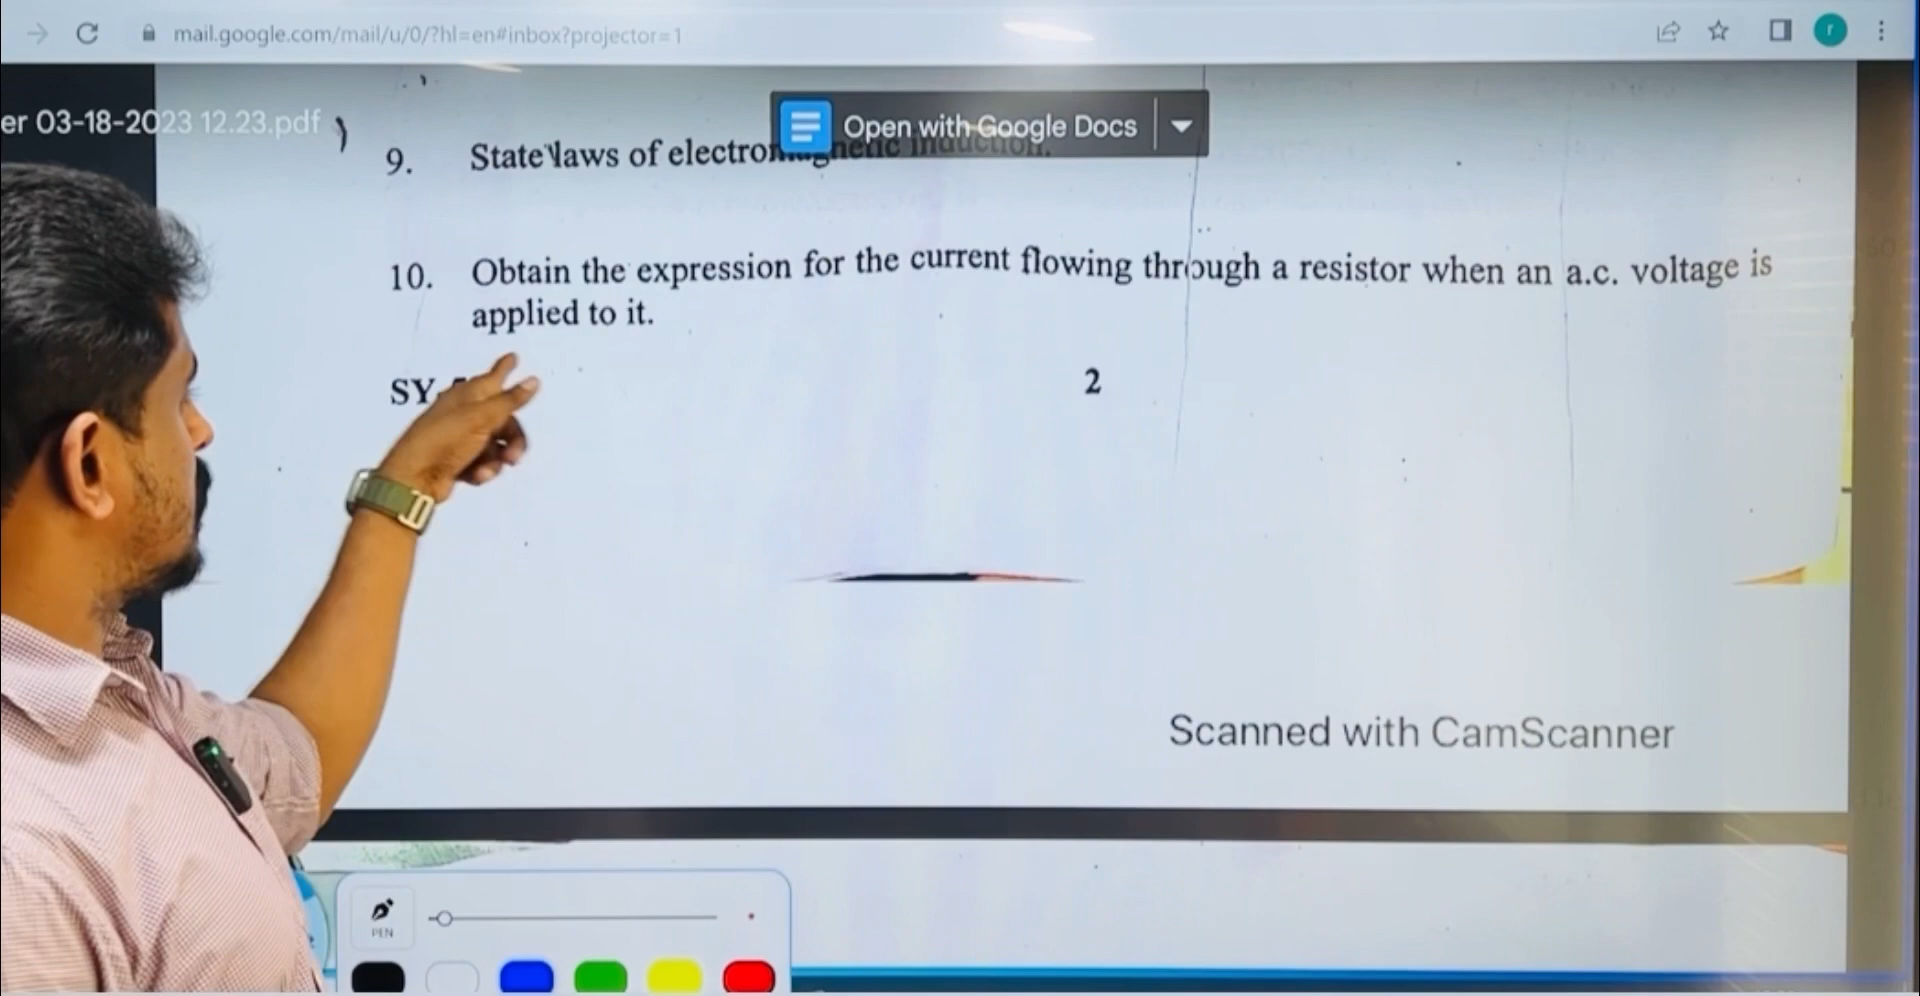 mail.google.com/mail/u/0/?hl=en#inbox?projector=1
r
er 03-18-2023 12.23.pdf
Open with Google Docs
9. State laws of electromagnetic induction.
10. Obtain the expression for the current flowing through a resistor when an a.c. voltage is
applied to it.
SY-
2
Scanned with CamScanner
PEN